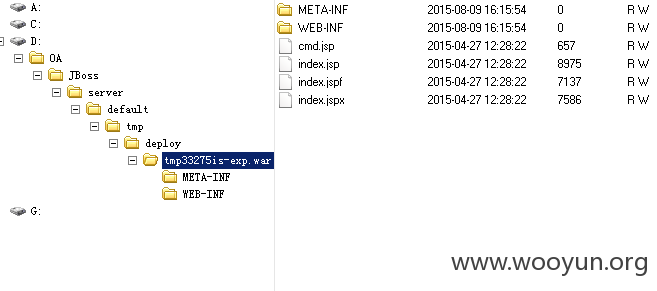 A:
C:
D:
OA
JBoss
server
default
tmp
deploy
tmp33275is-exp.war
META-INF
WEB-INF
G:
META-INF 2015-08-09 16:15:54 0 R W
WEB-INF 2015-08-09 16:15:54 0 R W
cmd.jsp 2015-04-27 12:28:22 657 R W
index.jsp 2015-04-27 12:28:22 8975 R W
index.jspf 2015-04-27 12:28:22 7137 R W
index.jspx 2015-04-27 12:28:22 7586 R W
www.wooyun.org